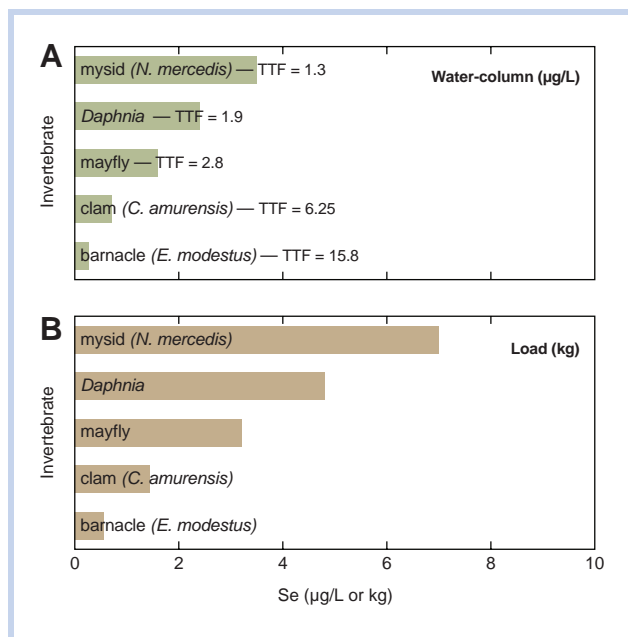 A
mysid (N. mercedis) — TTF = 1.3
Water-column (µg/L)
Daphnia — TTF = 1.9
mayfly — TTF = 2.8
clam (C. amurensis) — TTF = 6.25
barnacle (E. modestus) — TTF = 15.8
Invertebrate
B
mysid (N. mercedis)
Load (kg)
Daphnia
mayfly
clam (C. amurensis)
barnacle (E. modestus)
Invertebrate
0 2 4 6 8 10
Se (µg/L or kg)